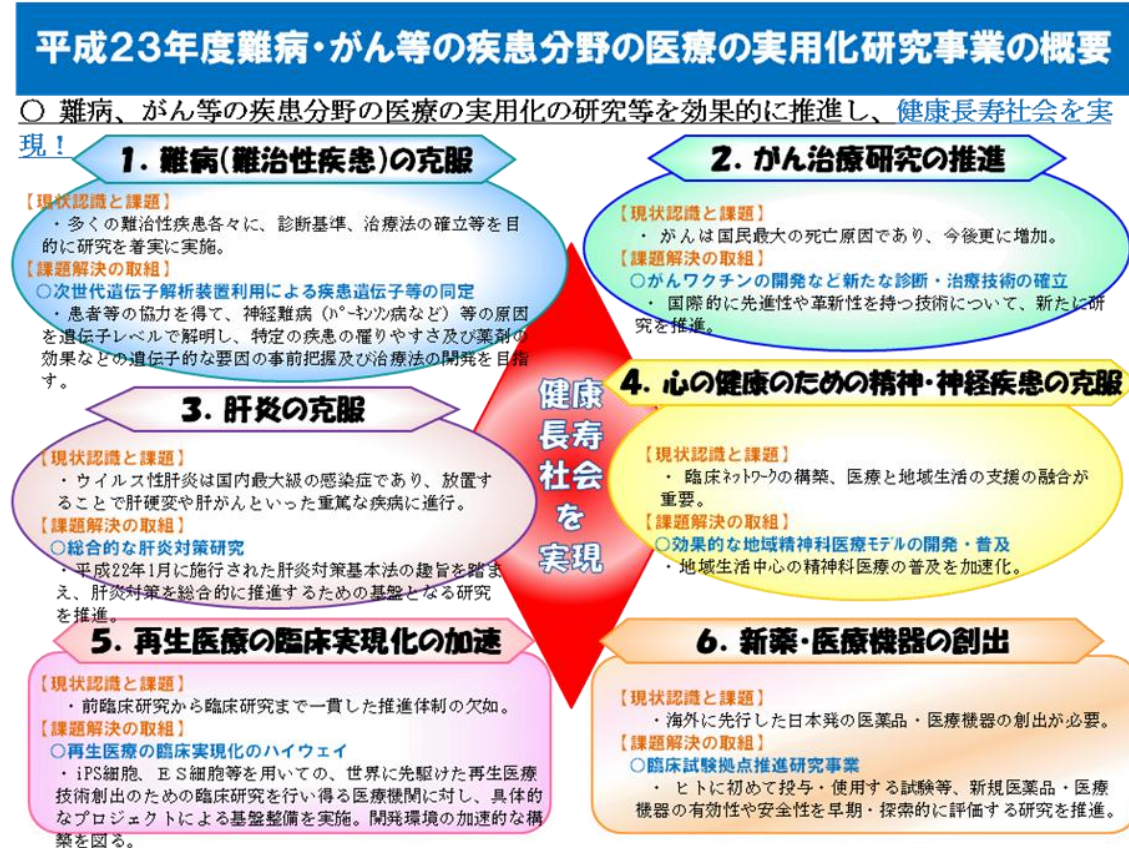 平成23年度難病・がん等の疾患分野の医療の実用化研究事業の概要
○ 難病、がん等の疾患分野の医療の実用化の研究等を効果的に推進し、健康長寿社会を実
現！
1. 難病(難治性疾患)の克服
【現状認識と課題】
・多くの難治性疾患各々に、診断基準、治療法の確立等を目
的に研究を着実に実施。
【課題解決の取組】
○次世代遺伝子解析装置利用による疾患遺伝子等の同定
・患者等の協力を得て、神経難病（ﾊﾟｰｷﾝｿﾝ病など）等の原因
を遺伝子レベルで解明し、特定の疾患の罹りやすさ及び薬剤の
効果などの遺伝子的な要因の事前把握及び治療法の開発を目指
す。
2. がん治療研究の推進
【現状認識と課題】
・ がんは国民最大の死亡原因であり、今後更に増加。
【課題解決の取組】
○がんワクチンの開発など新たな診断・治療技術の確立
・ 国際的に先進性や革新性を持つ技術について、新たに研
究を推進。
3. 肝炎の克服
【現状認識と課題】
・ウイルス性肝炎は国内最大級の感染症であり、放置す
ることで肝硬変や肝がんといった重篤な疾病に進行。
【課題解決の取組】
○総合的な肝炎対策研究
・平成22年1月に施行された肝炎対策基本法の趣旨を踏ま
え、肝炎対策を総合的に推進するための基盤となる研究
を推進。
健康
長寿
社会
を
実現
4. 心の健康のための精神・神経疾患の克服
【現状認識と課題】
・ 臨床ﾈｯﾄﾜｰｸの構築、医療と地域生活の支援の融合が
重要。
【課題解決の取組】
○効果的な地域精神科医療モデルの開発・普及
・地域生活中心の精神科医療の普及を加速化。
5. 再生医療の臨床実現化の加速
【現状認識と課題】
・前臨床研究から臨床研究まで一貫した推進体制の欠如。
【課題解決の取組】
○再生医療の臨床実現化のハイウェイ
・iPS細胞、ＥＳ細胞等を用いての、世界に先駆けた再生医療
技術創出のための臨床研究を行い得る医療機関に対し、具体的
なプロジェクトによる基盤整備を実施。開発環境の加速的な構
築を図る。
6. 新薬・医療機器の創出
【現状認識と課題】
・海外に先行した日本発の医薬品・医療機器の創出が必要。
【課題解決の取組】
○臨床試験拠点推進研究事業
・ ヒトに初めて投与・使用する試験等、新規医薬品・医療
機器の有効性や安全性を早期・探索的に評価する研究を推進。